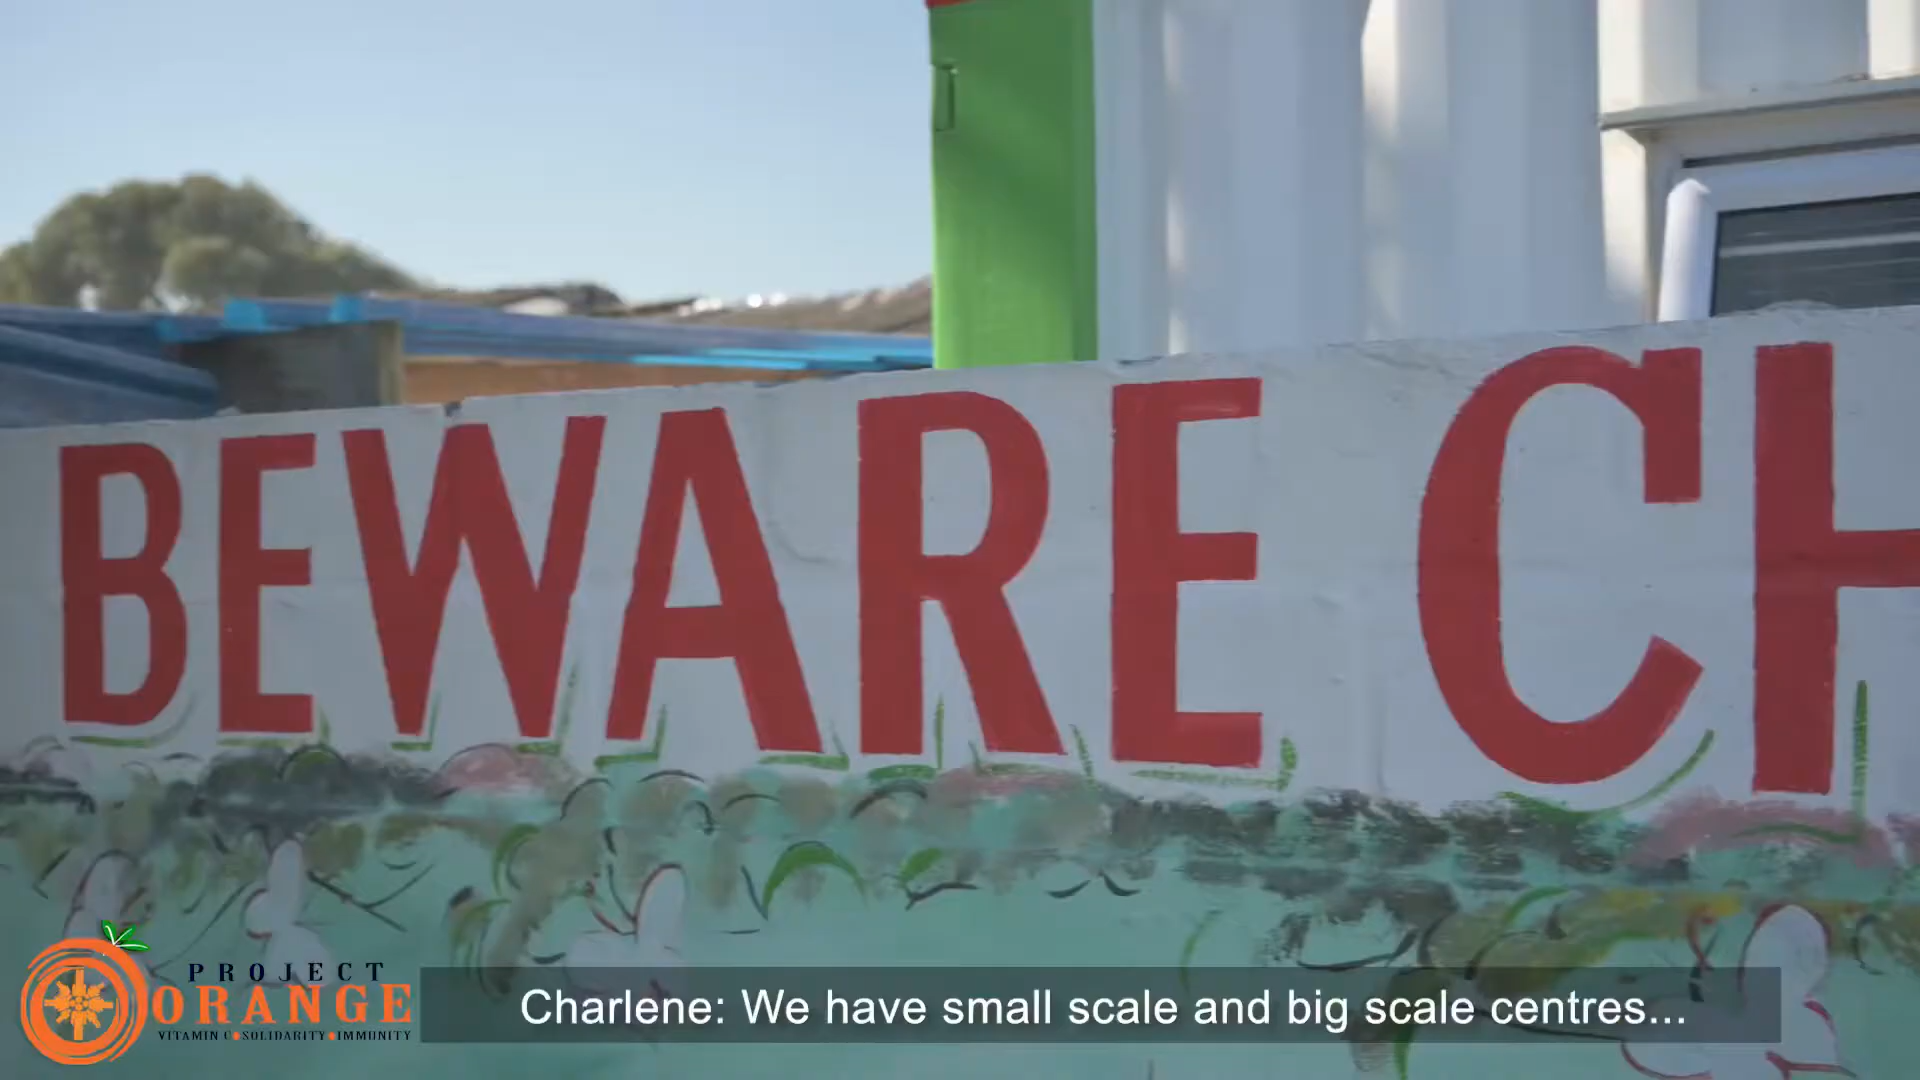 BEWARE CH
PROJECT
ORANGE
VITAMIN C•SOLIDARITY•IMMUNITY
Charlene: We have small scale and big scale centres...